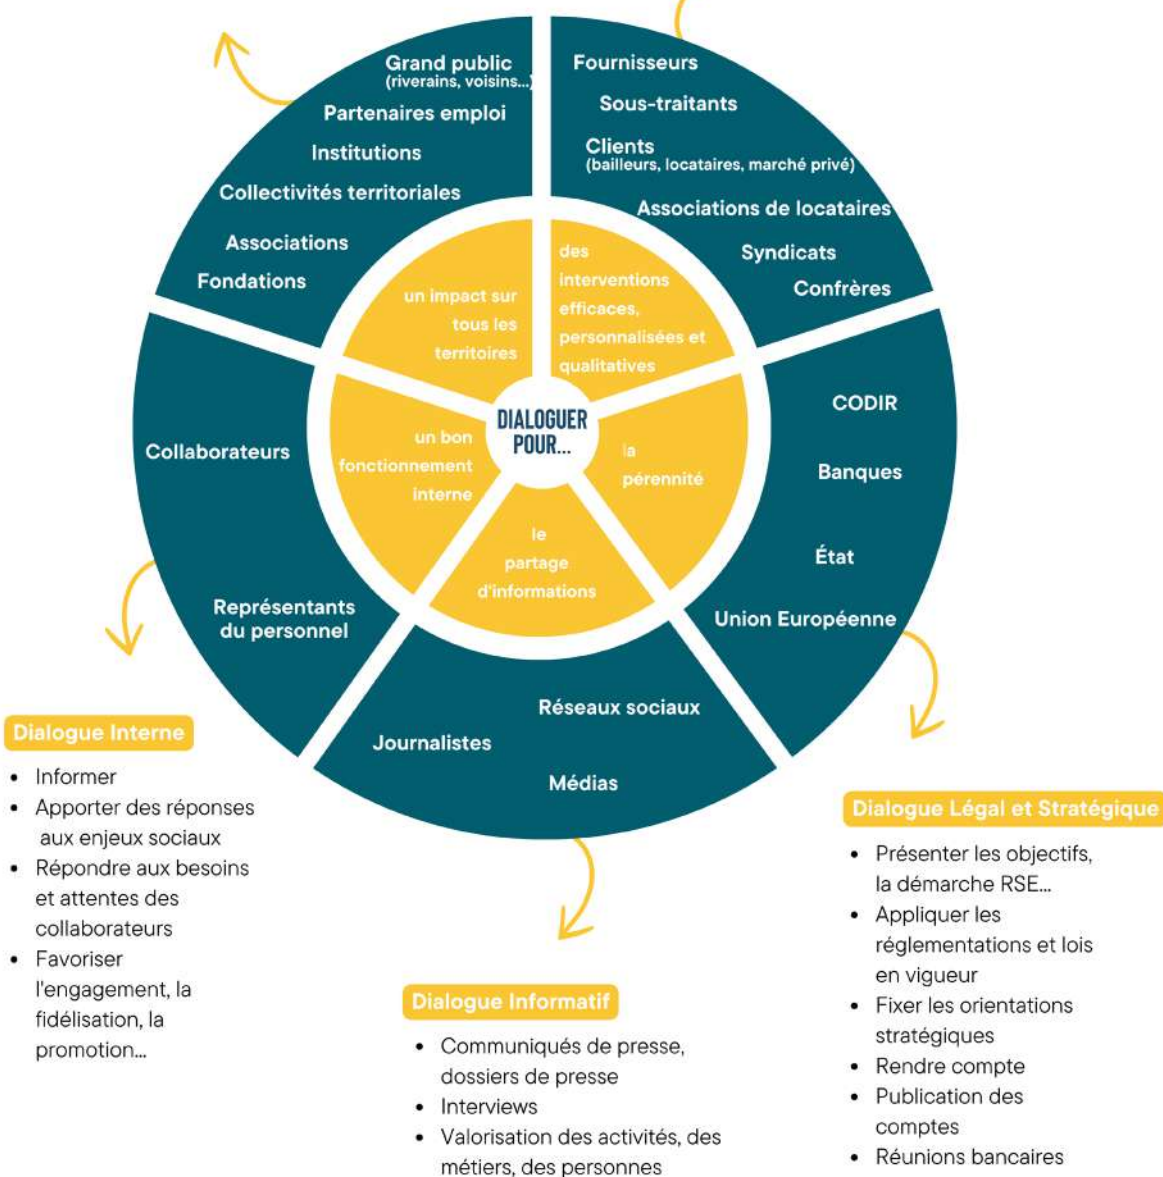 Grand public
(riverains, voisins...)
Partenaires emploi
Institutions
Collectivités territoriales
Associations
Fondations
Fournisseurs
Sous-traitants
Clients
(bailleurs, locataires, marché privé)
Associations de locataires
Syndicats
Confrères
un impact sur
tous les
territoires
des
interventions
efficaces,
personnalisées et
qualitatives
DIALOGUER
POUR...
un bon
fonctionnement
interne
la
pérennité
le
partage
d'informations
Collaborateurs
Représentants
du personnel
CODIR
Banques
État
Union Européenne
Réseaux sociaux
Journalistes
Médias
Dialogue Interne
• Informer
• Apporter des réponses
aux enjeux sociaux
• Répondre aux besoins
et attentes des
collaborateurs
• Favoriser
l'engagement, la
fidélisation, la
promotion...
Dialogue Informatif
• Communiqués de presse,
dossiers de presse
• Interviews
• Valorisation des activités, des
métiers, des personnes
Dialogue Légal et Stratégique
• Présenter les objectifs,
la démarche RSE...
• Appliquer les
réglementations et lois
en vigueur
• Fixer les orientations
stratégiques
• Rendre compte
• Publication des
comptes
• Réunions bancaires